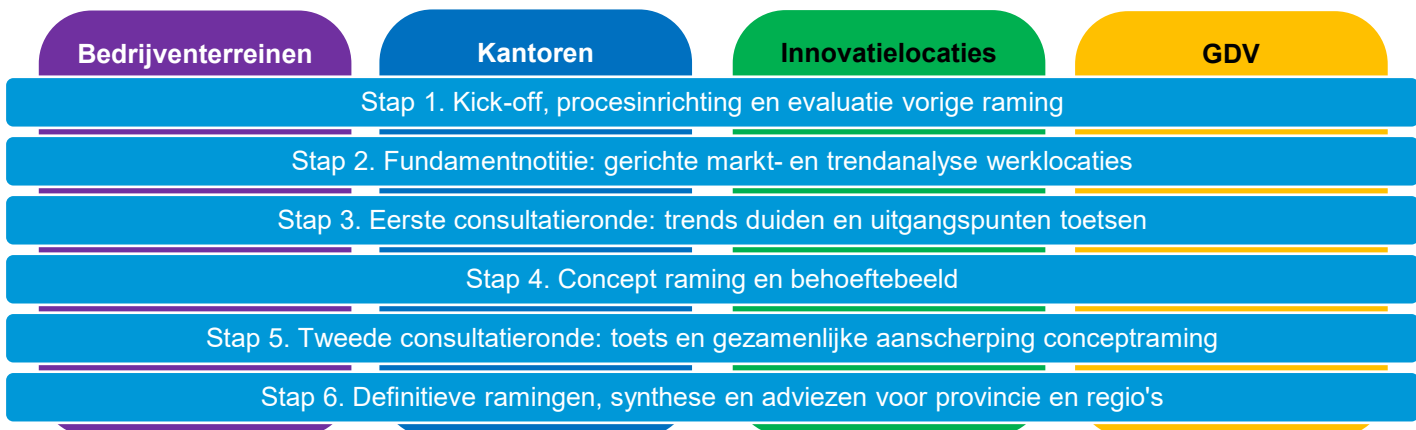 Bedrijventerreinen
Kantoren
Innovatielocaties
GDV
Stap 1. Kick-off, procesinrichting en evaluatie vorige raming
Stap 2. Fundamentnotitie: gerichte markt- en trendanalyse werklocaties
Stap 3. Eerste consultatieronde: trends duiden en uitgangspunten toetsen
Stap 4. Concept raming en behoeftebeeld
Stap 5. Tweede consultatieronde: toets en gezamenlijke aanscherping conceptraming
Stap 6. Definitieve ramingen, synthese en adviezen voor provincie en regio's